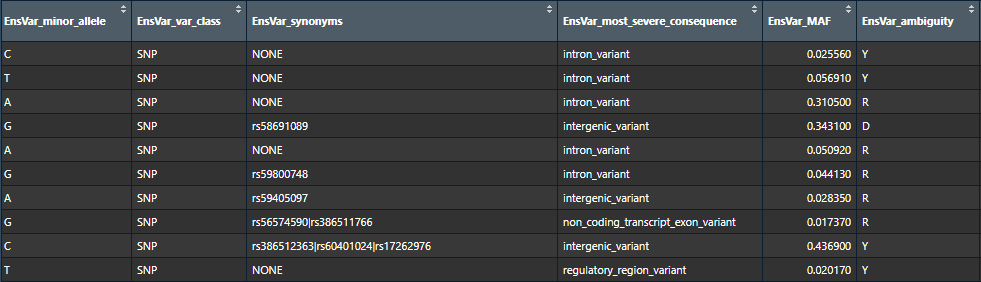 EnsVar_minor_allele EnsVar_var_class EnsVar_synonyms EnsVar_most_severe_consequence EnsVar_MAF EnsVar_ambiguity
C SNP NONE intron_variant 0.025560 Y
T SNP NONE intron_variant 0.056910 Y
A SNP NONE intron_variant 0.310500 R
G SNP rs58691089 intergenic_variant 0.343100 D
A SNP NONE intron_variant 0.050920 R
G SNP rs59800748 intron_variant 0.044130 R
A SNP rs59405097 intergenic_variant 0.028350 R
G SNP rs56574590|rs386511766 non_coding_transcript_exon_variant 0.017370 R
C SNP rs386512363|rs60401024|rs17262976 intergenic_variant 0.436900 Y
T SNP NONE regulatory_region_variant 0.020170 Y